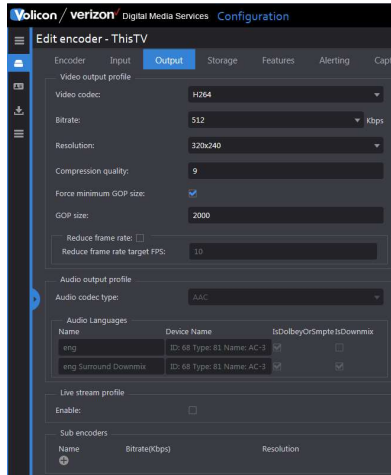 Volicon / verizon✓ Digital Media Services Configuration
Edit encoder - ThisTV
Encoder Input Output Storage Features Alerting Capt
Video output profile
Video codec: H264
Bitrate: 512 Kbps
Resolution: 320x240
Compression quality: 9
Force minimum GOP size:
GOP size: 2000
Reduce frame rate:
Reduce frame rate target FPS: 10
Audio output profile
Audio codec type: AAC
Audio Languages
Name Device Name IsDolbeyOrSmpte IsDownmix
eng ID: 68 Type: 81 Name: AC-3
eng Surround Downmix ID: 68 Type: 81 Name: AC-3
Live stream profile
Enable:
Sub encoders
Name Bitrate(Kbps) Resolution